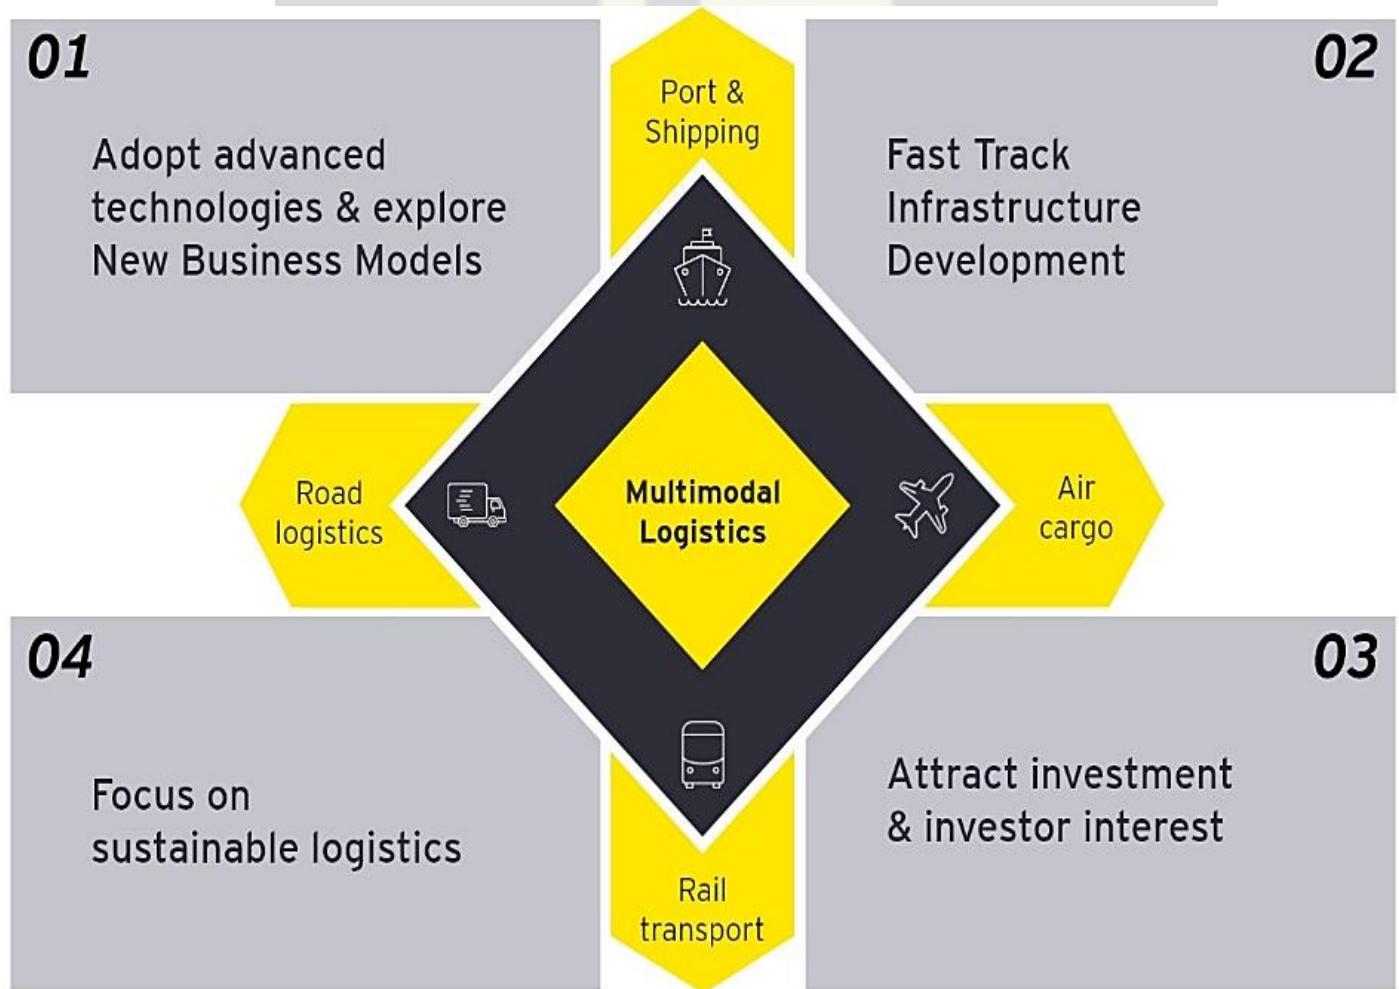 01
Adopt advanced
technologies & explore
New Business Models
Port &
Shipping
02
Fast Track
Infrastructure
Development
Road
logistics
Multimodal
Logistics
Air
cargo
04
Focus on
sustainable logistics
Rail
transport
03
Attract investment
& investor interest